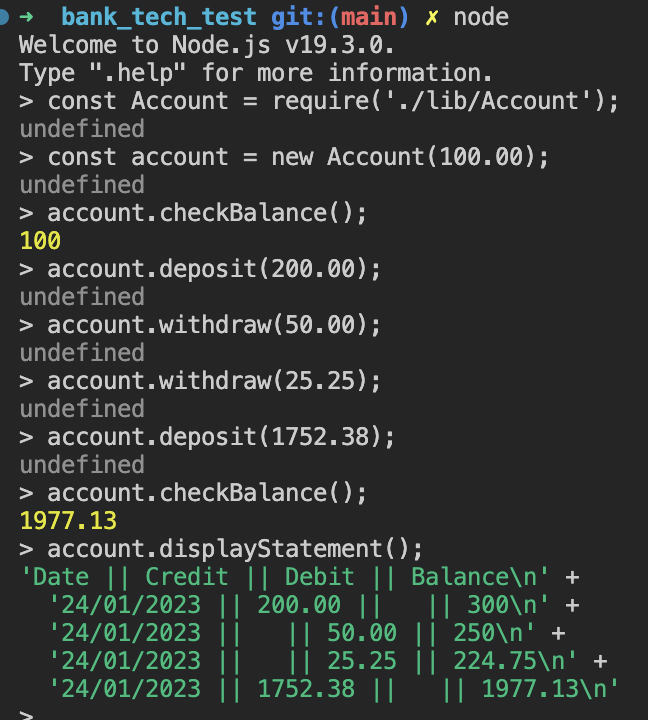 ➜ bank_tech_test git:(main) ✗ node
Welcome to Node.js v19.3.0.
Type ".help" for more information.
> const Account = require('./lib/Account');
undefined
> const account = new Account(100.00);
undefined
> account.checkBalance();
100
> account.deposit(200.00);
undefined
> account.withdraw(50.00);
undefined
> account.withdraw(25.25);
undefined
> account.deposit(1752.38);
undefined
> account.checkBalance();
1977.13
> account.displayStatement();
'Date || Credit || Debit || Balance\n' +
  '24/01/2023 || 200.00 ||   || 300\n' +
  '24/01/2023 ||   || 50.00 || 250\n' +
  '24/01/2023 ||   || 25.25 || 224.75\n' +
  '24/01/2023 || 1752.38 ||   || 1977.13\n'
>